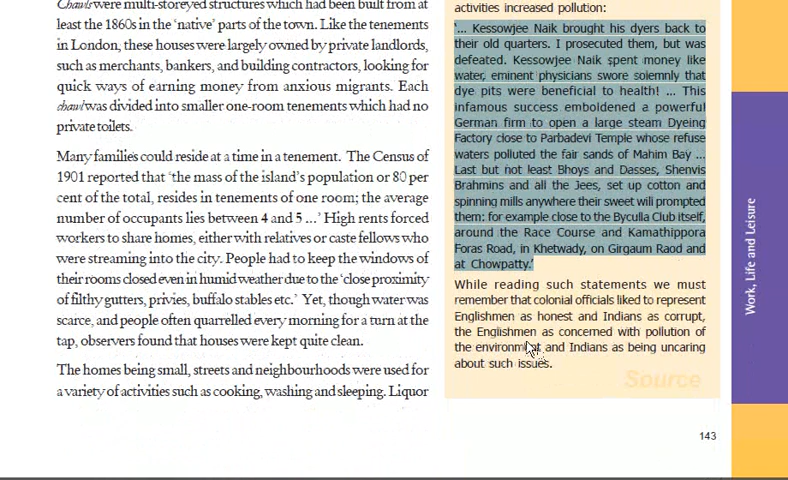 Chawls were multi-storeyed structures which had been built from at
least the 1860s in the 'native' parts of the town. Like the tenements
in London, these houses were largely owned by private landlords,
such as merchants, bankers, and building contractors, looking for
quick ways of earning money from anxious migrants. Each
chawl was divided into smaller one-room tenements which had no
private toilets.
Many families could reside at a time in a tenement. The Census of
1901 reported that 'the mass of the island's population or 80 per
cent of the total, resides in tenements of one room; the average
number of occupants lies between 4 and 5 ...' High rents forced
workers to share homes, either with relatives or caste fellows who
were streaming into the city. People had to keep the windows of
their rooms closed even in humid weather due to the 'close proximity
of filthy gutters, privies, buffalo stables etc.' Yet, though water was
scarce, and people often quarrelled every morning for a turn at the
tap, observers found that houses were kept quite clean.
The homes being small, streets and neighbourhoods were used for
a variety of activities such as cooking, washing and sleeping. Liquor
activities increased pollution:
'... Kessowjee Naik brought his dyers back to
their old quarters. I prosecuted them, but was
defeated. Kessowjee Naik spent money like
water, eminent physicians swore solemnly that
dye pits were beneficial to health! ... This
infamous success emboldened a powerful
German firm to open a large steam Dyeing
Factory close to Parbadevi Temple whose refuse
waters polluted the fair sands of Mahim Bay ...
Last but not least Bhoys and Dasses, Shenvis
Brahmins and all the Jees, set up cotton and
spinning mills anywhere their sweet will prompted
them: for example close to the Byculla Club itself,
around the Race Course and Kamathippora
Foras Road, in Khetwady, on Girgaum Raod and
at Chowpatty.'
While reading such statements we must
remember that colonial officials liked to represent
Englishmen as honest and Indians as corrupt,
the Englishmen as concerned with pollution of
the environment and Indians as being uncaring
about such issues.
Source
143
Work, Life and Leisure